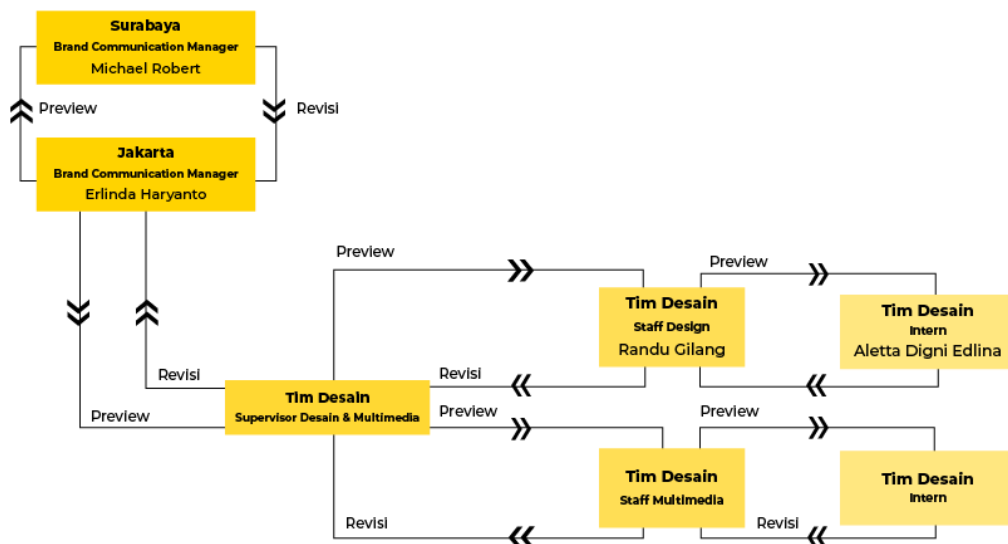 Surabaya
Brand Communication Manager
Michael Robert
Preview
Revisi
Jakarta
Brand Communication Manager
Erlinda Haryanto
Preview
Preview
Tim Desain
Staff Design
Randu Gilang
Tim Desain
Intern
Aletta Digni Edlina
Revisi
Revisi
Tim Desain
Supervisor Desain & Multimedia
Preview
Preview
Preview
Tim Desain
Staff Multimedia
Tim Desain
Intern
Revisi
Revisi